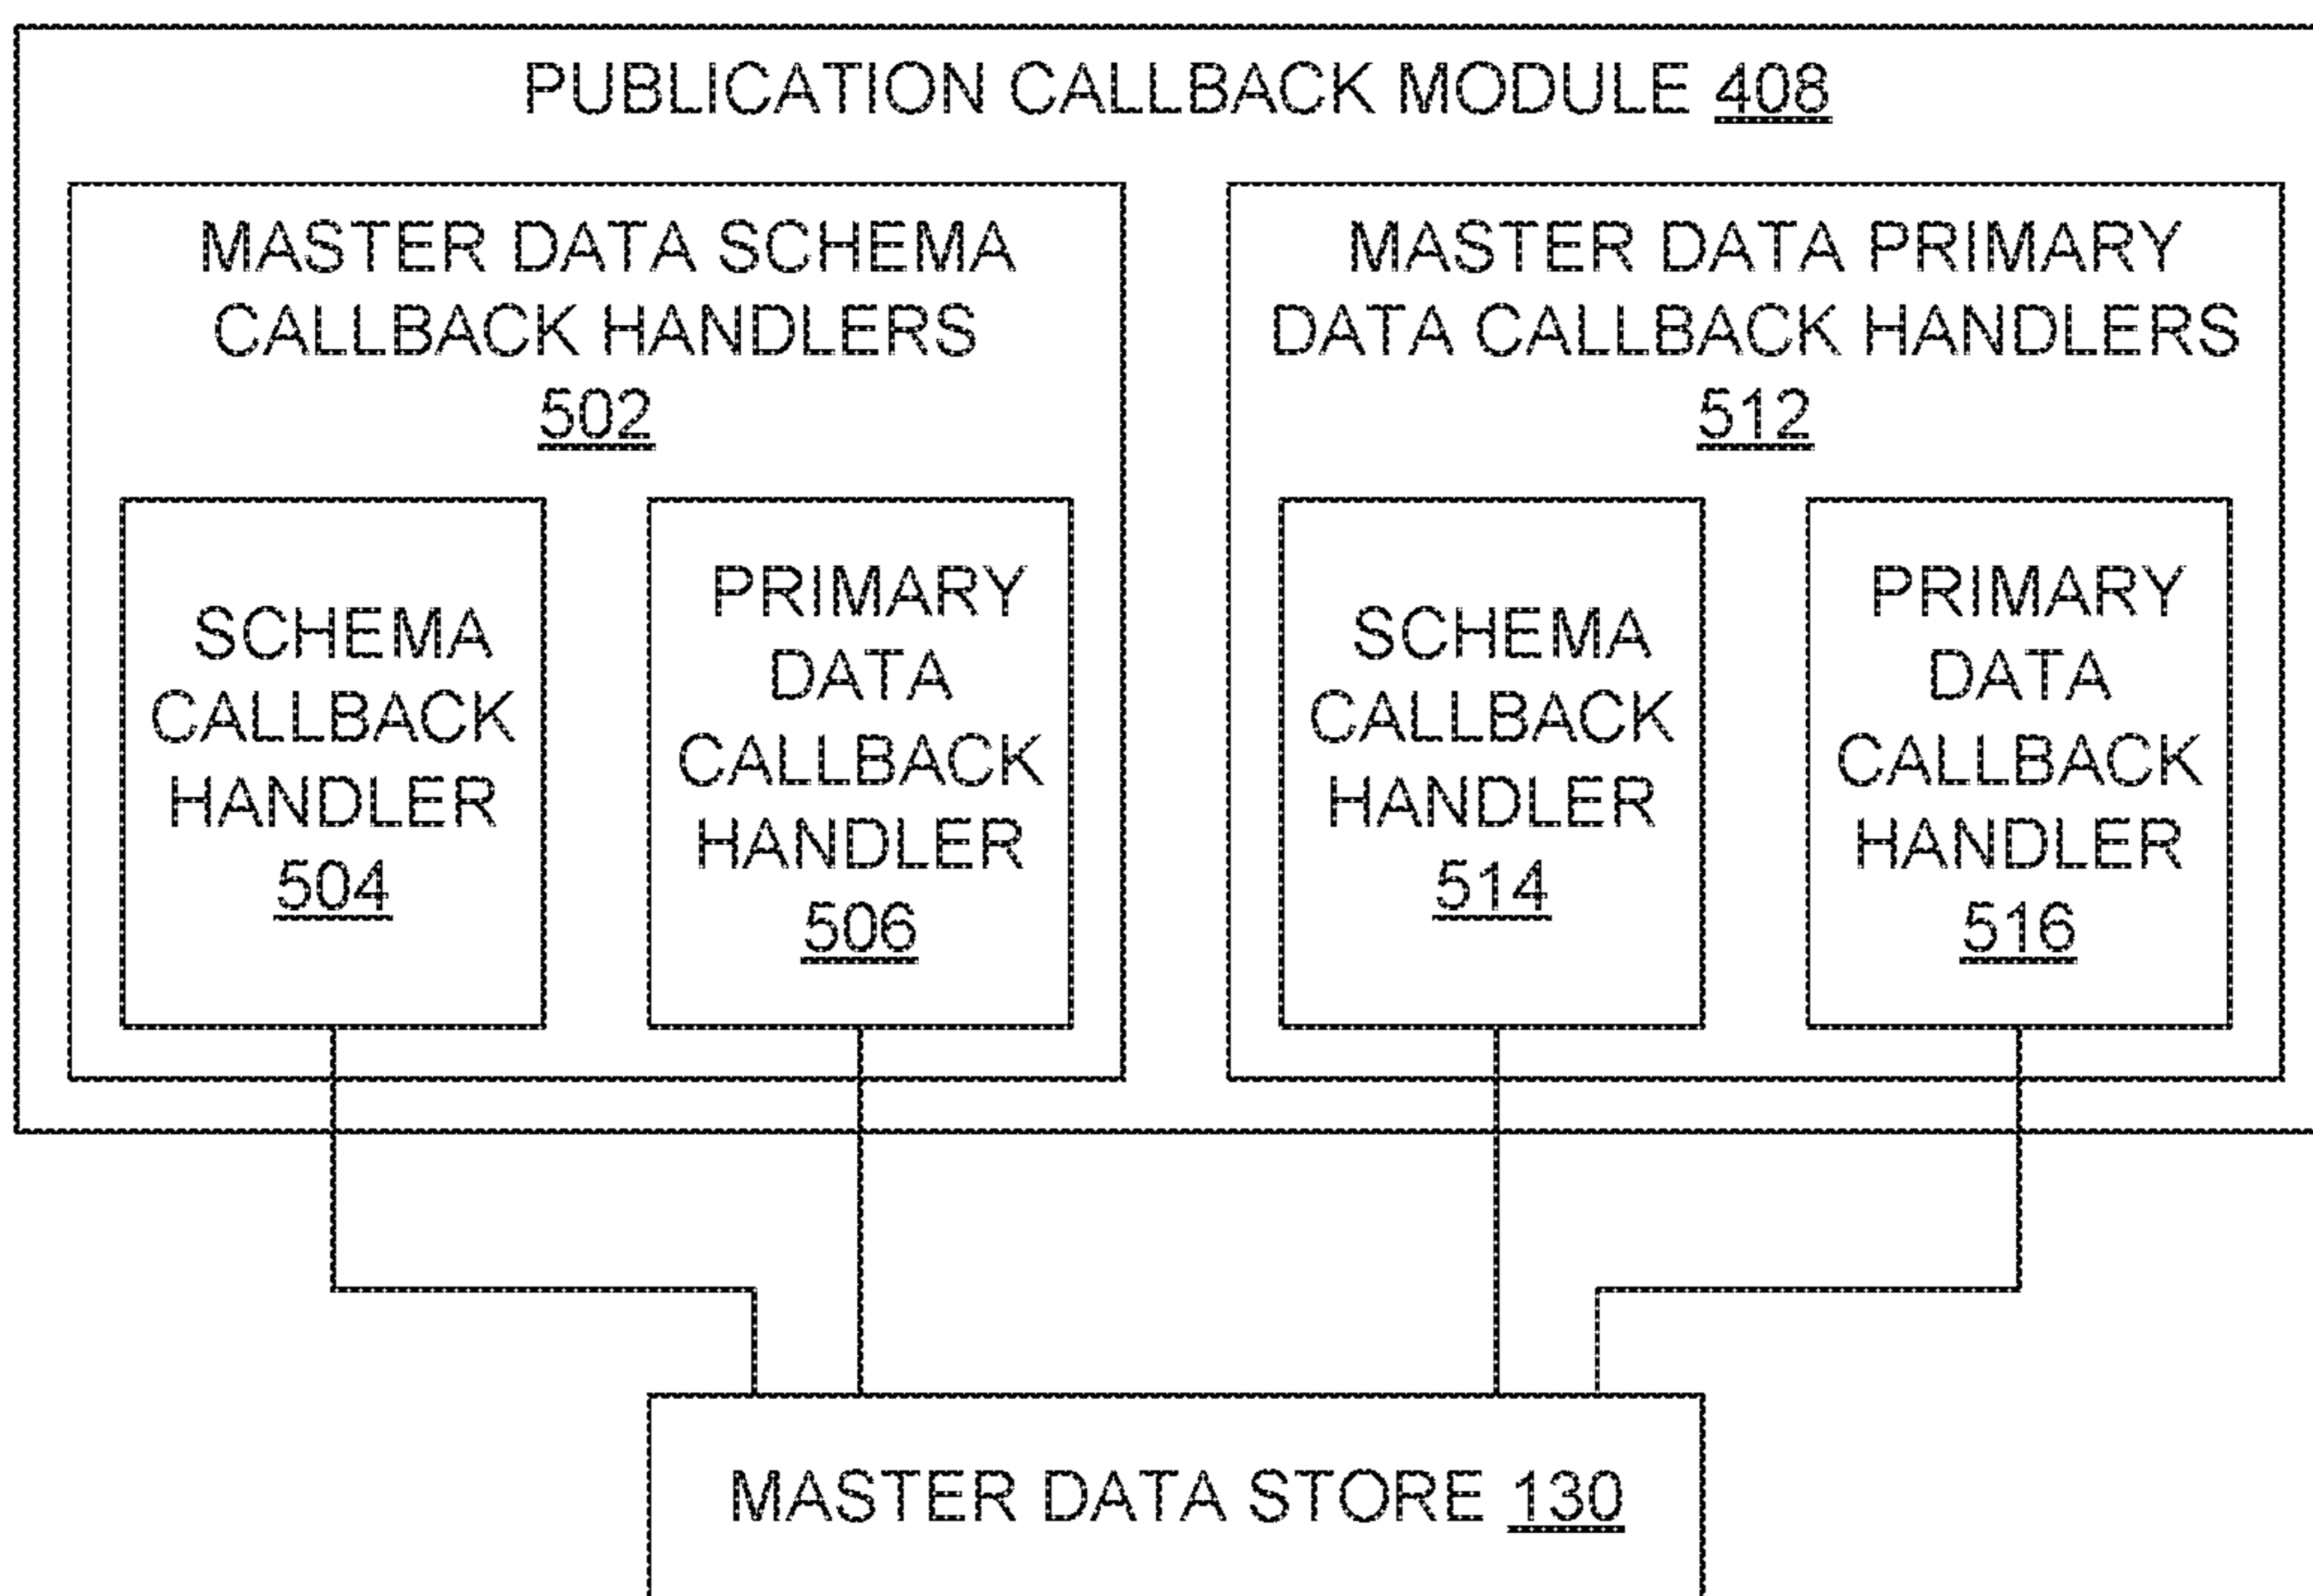 PUBLICATION CALLBACK MODULE 408
MASTER DATA SCHEMA
CALLBACK HANDLERS
502
SCHEMA
CALLBACK
HANDLER
504
PRIMARY
DATA
CALLBACK
HANDLER
506
MASTER DATA PRIMARY
DATA CALLBACK HANDLERS
512
SCHEMA
CALLBACK
HANDLER
514
PRIMARY
DATA
CALLBACK
HANDLER
516
MASTER DATA STORE 130